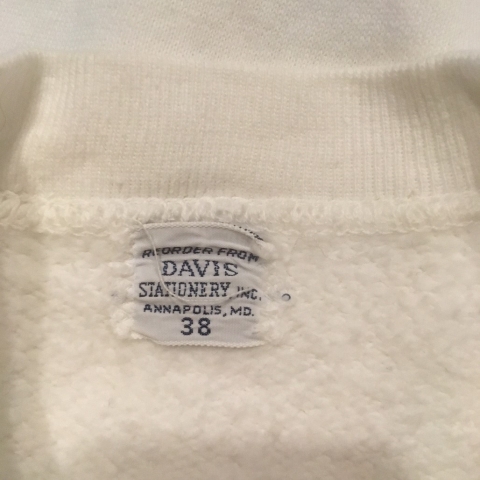 REORDER FROM
DAVIS
STATIONERY, INC.
ANNAPOLIS, MD.
38